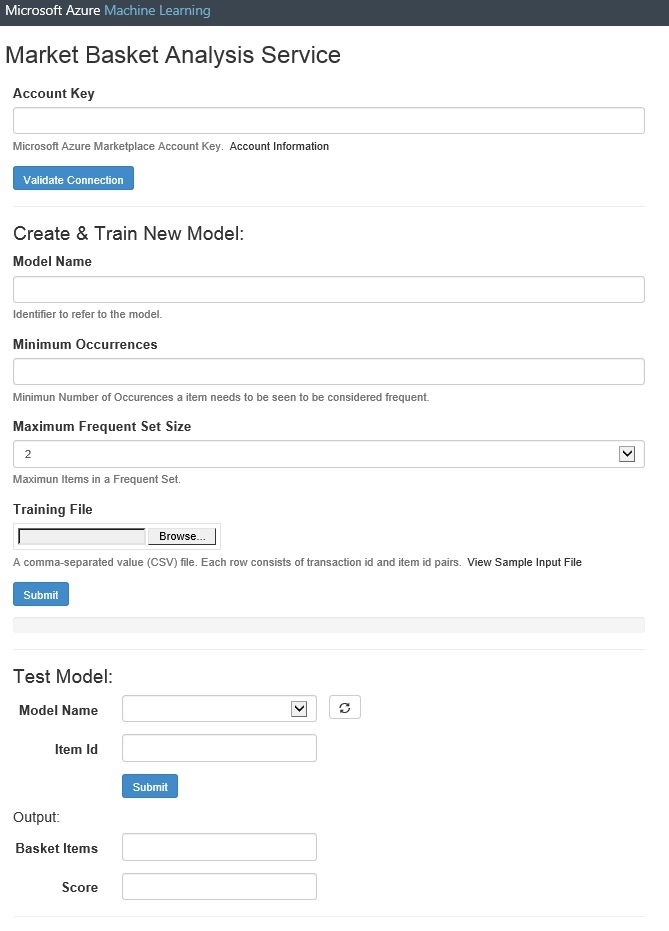 Microsoft Azure Machine Learning
Market Basket Analysis Service
Account Key
Microsoft Azure Marketplace Account Key. Account Information
Validate Connection
Create & Train New Model:
Model Name
Identifier to refer to the model.
Minimum Occurrences
Minimun Number of Occurences a item needs to be seen to be considered frequent.
Maximum Frequent Set Size
2
Maximun Items in a Frequent Set.
Training File
Browse...
A comma-separated value (CSV) file. Each row consists of transaction id and item id pairs. View Sample Input File
Submit
Test Model:
Model Name
Item Id
Submit
Output:
Basket Items
Score